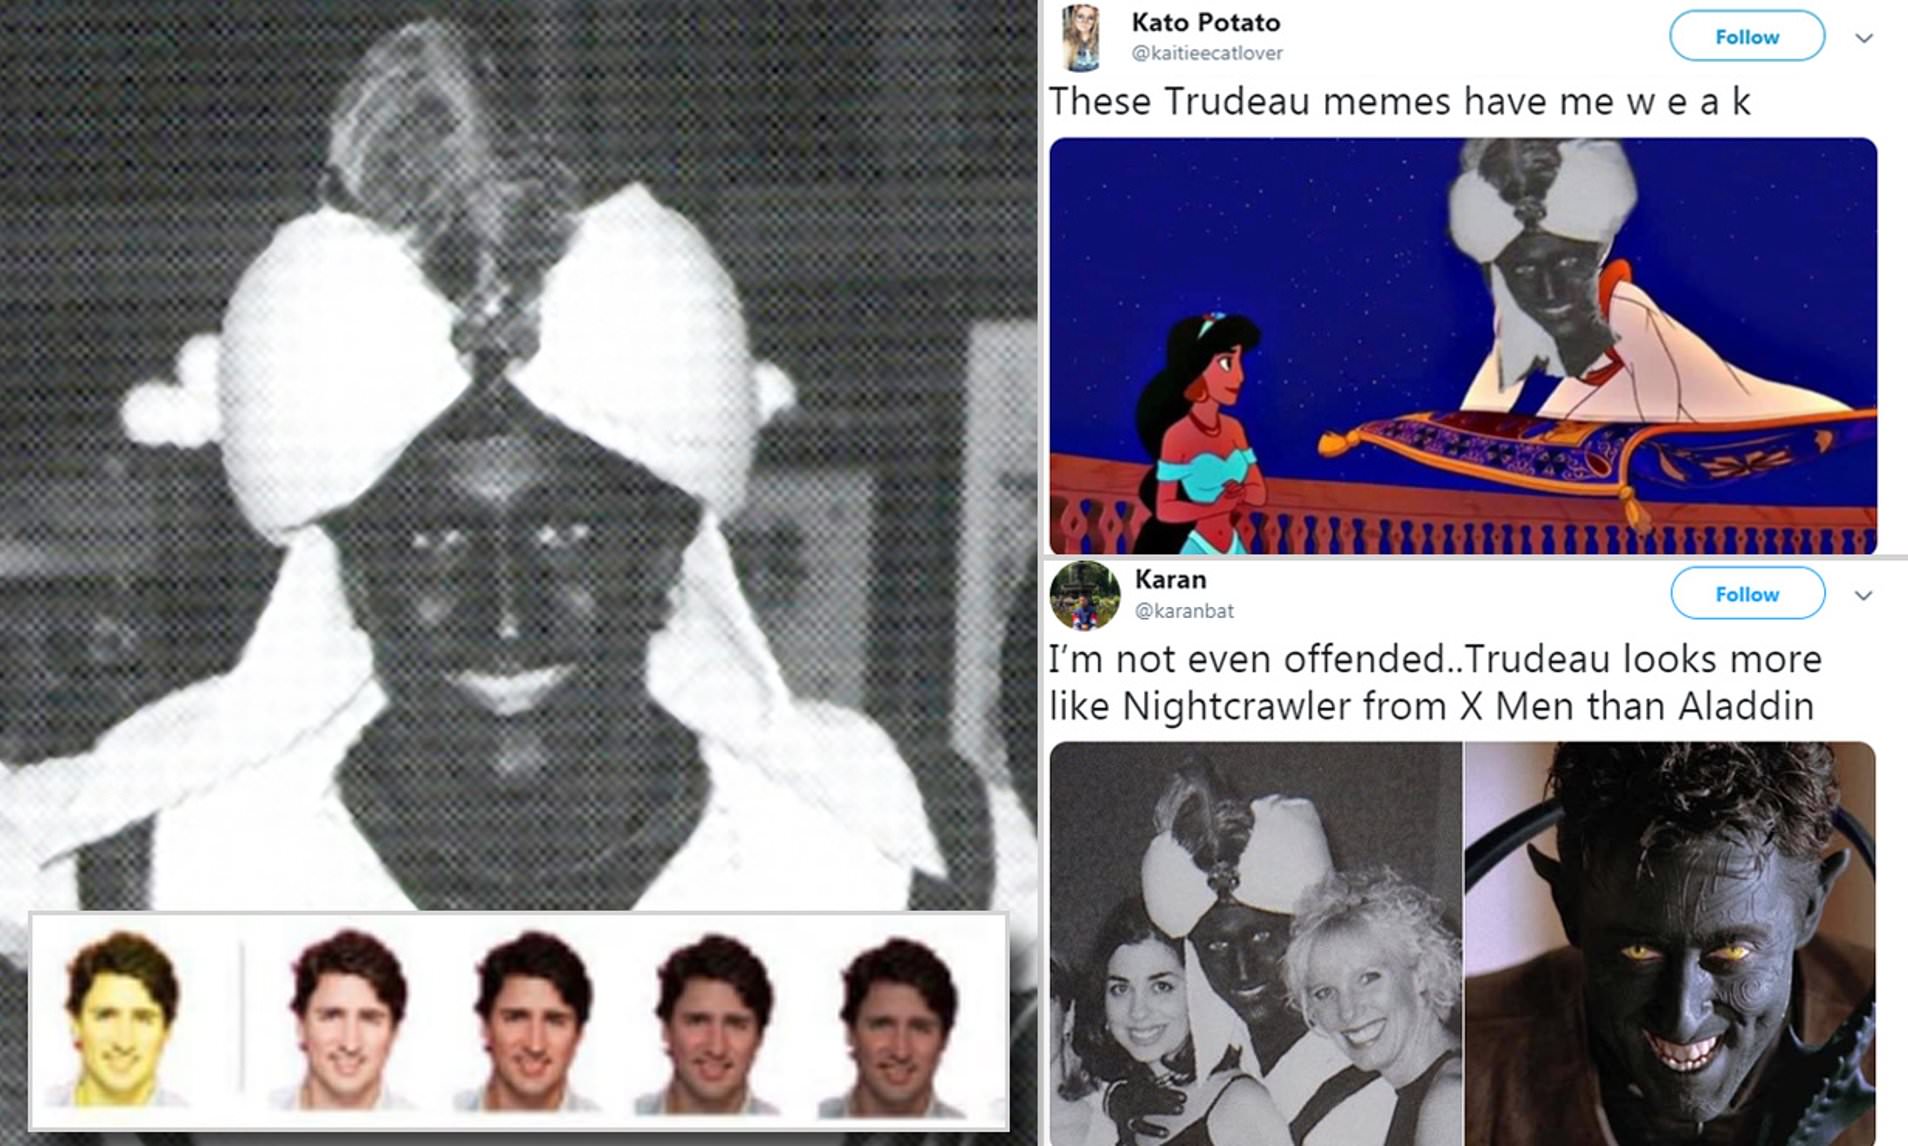 Kato Potato
@kaitieecatlover
Follow
These Trudeau memes have me w e a k
Karan
@karanbat
Follow
I'm not even offended..Trudeau looks more
like Nightcrawler from X Men than Aladdin